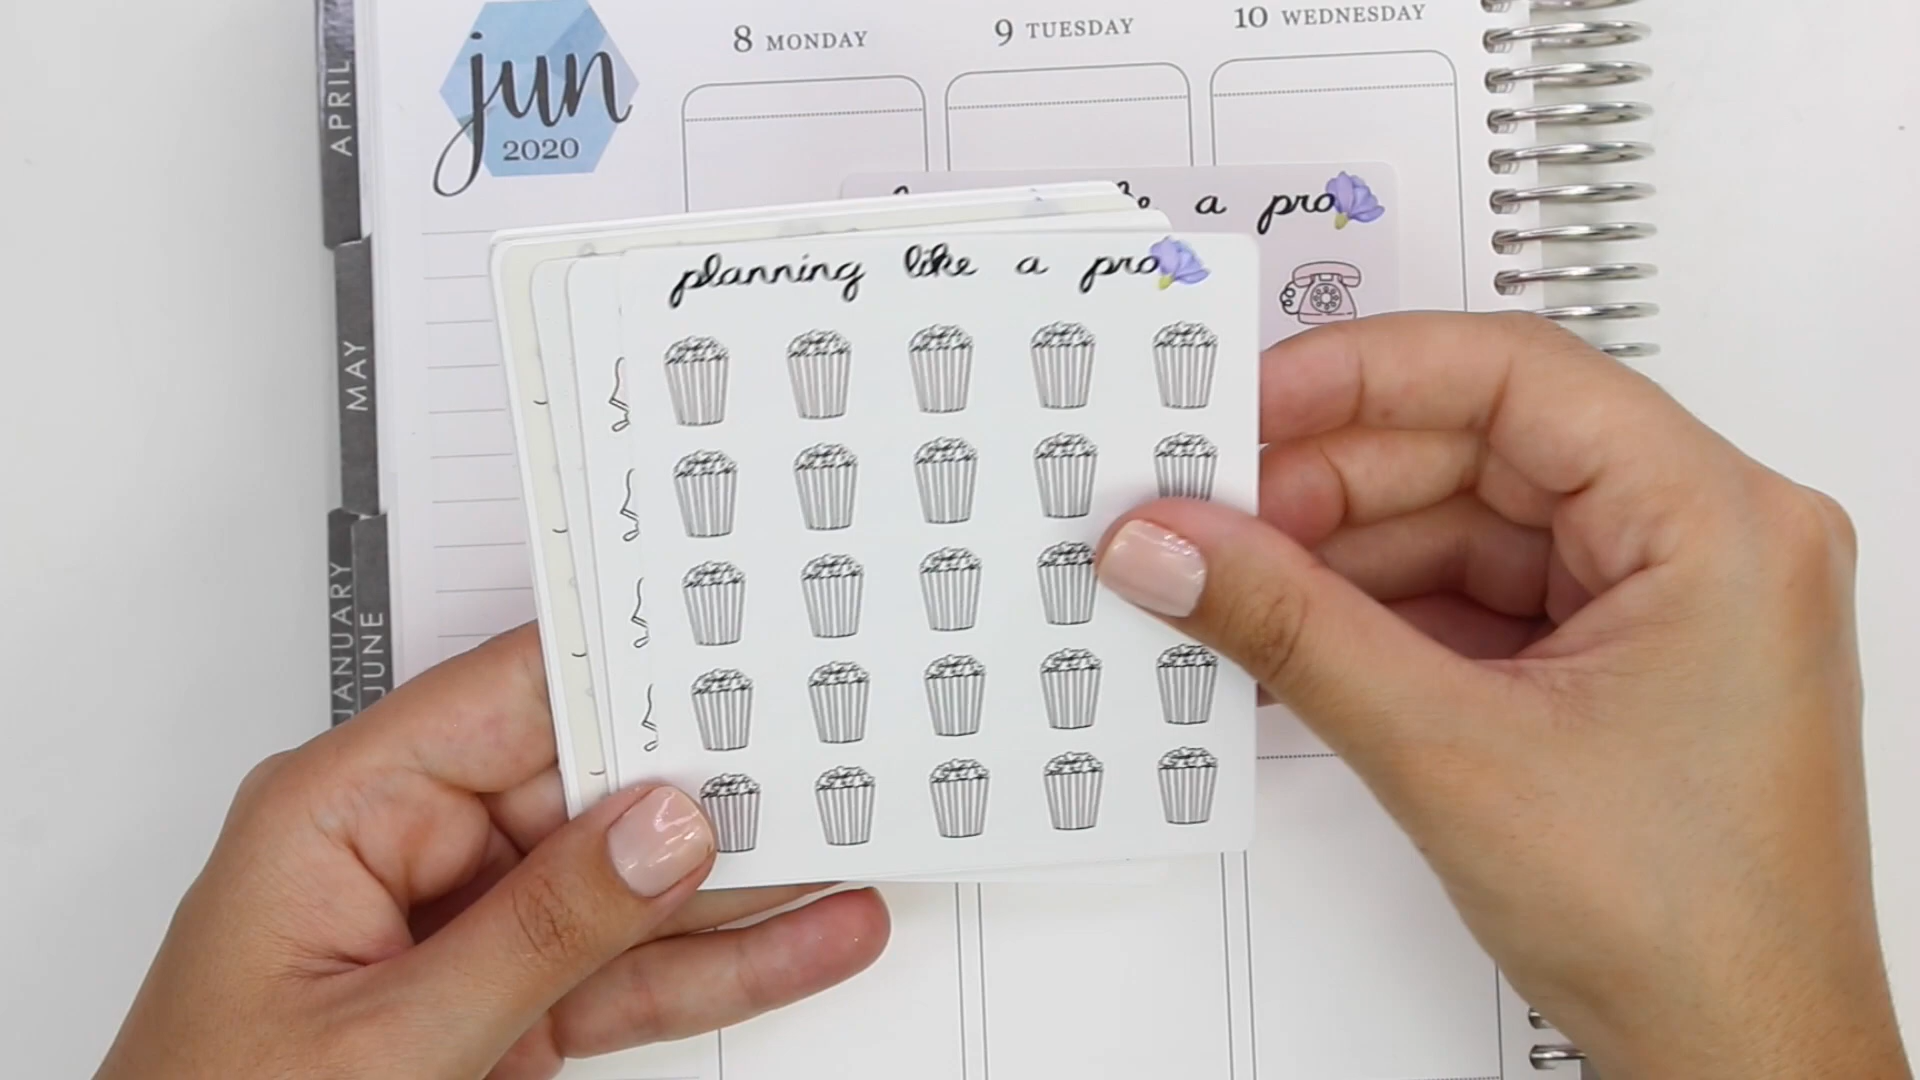 jun
2020
8 MONDAY
9 TUESDAY
10 WEDNESDAY
APRIL
MAY
JANUARY
JUNE
a pro
planning like a pro